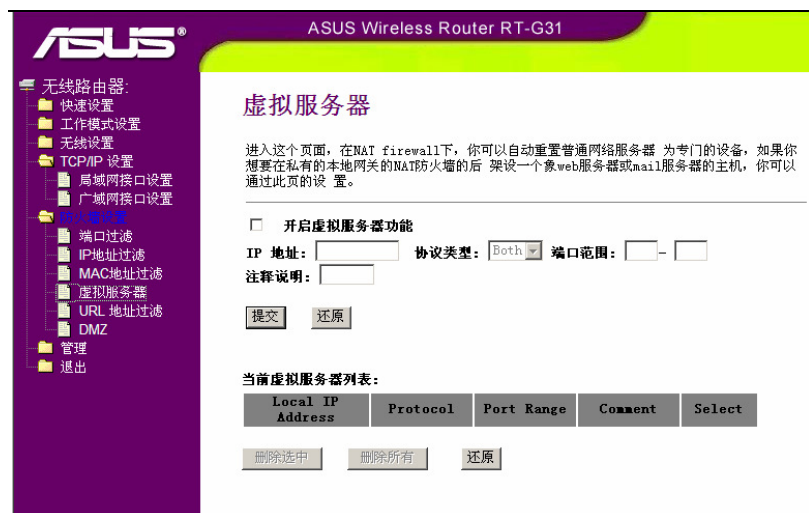 ASUS Wireless Router RT-G31
ASUS®
无线路由器:
快速设置
工作模式设置
无线设置
TCP/IP 设置
局域网接口设置
广域网接口设置
防火墙设置
端口过滤
IP地址过滤
MAC地址过滤
虚拟服务器
URL 地址过滤
DMZ
管理
退出
虚拟服务器
进入这个页面，在NAT firewall下，你可以自动重置普通网络服务器 为专门的设备，如果你
想要在私有的本地网关的NAT防火墙的后 架设一个象web服务器或mail服务器的主机，你可以
通过此页的设 置。
开启虚拟服务器功能
IP 地址: 协议类型: Both 端口范围: -
注释说明:
提交 还原
当前虚拟服务器列表:
Local IP Address Protocol Port Range Comment Select
删除选中 删除所有 还原